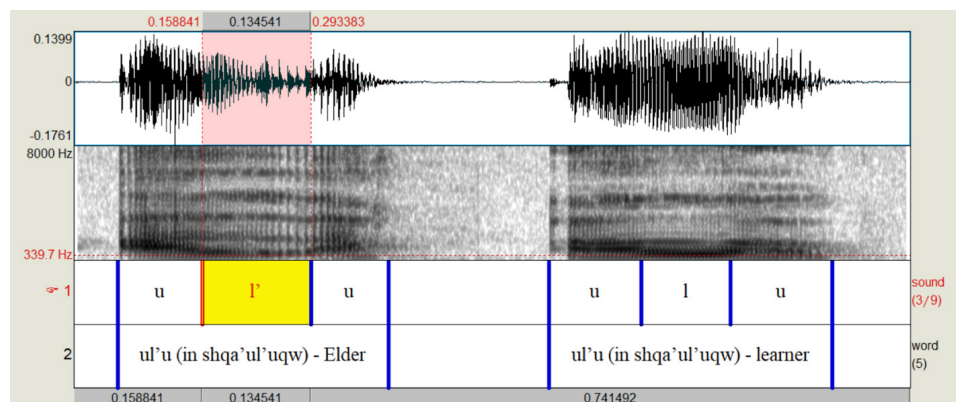 0.158841 0.134541 0.293383
0.1399
0
-0.1761
8000 Hz
339.7 Hz
1 u l’ u u l u sound (3/9)
2 ul’u (in shqa’ul’uqw) - Elder ul’u (in shqa’ul’uqw) - learner word (5)
0.158841 0.134541 0.741492